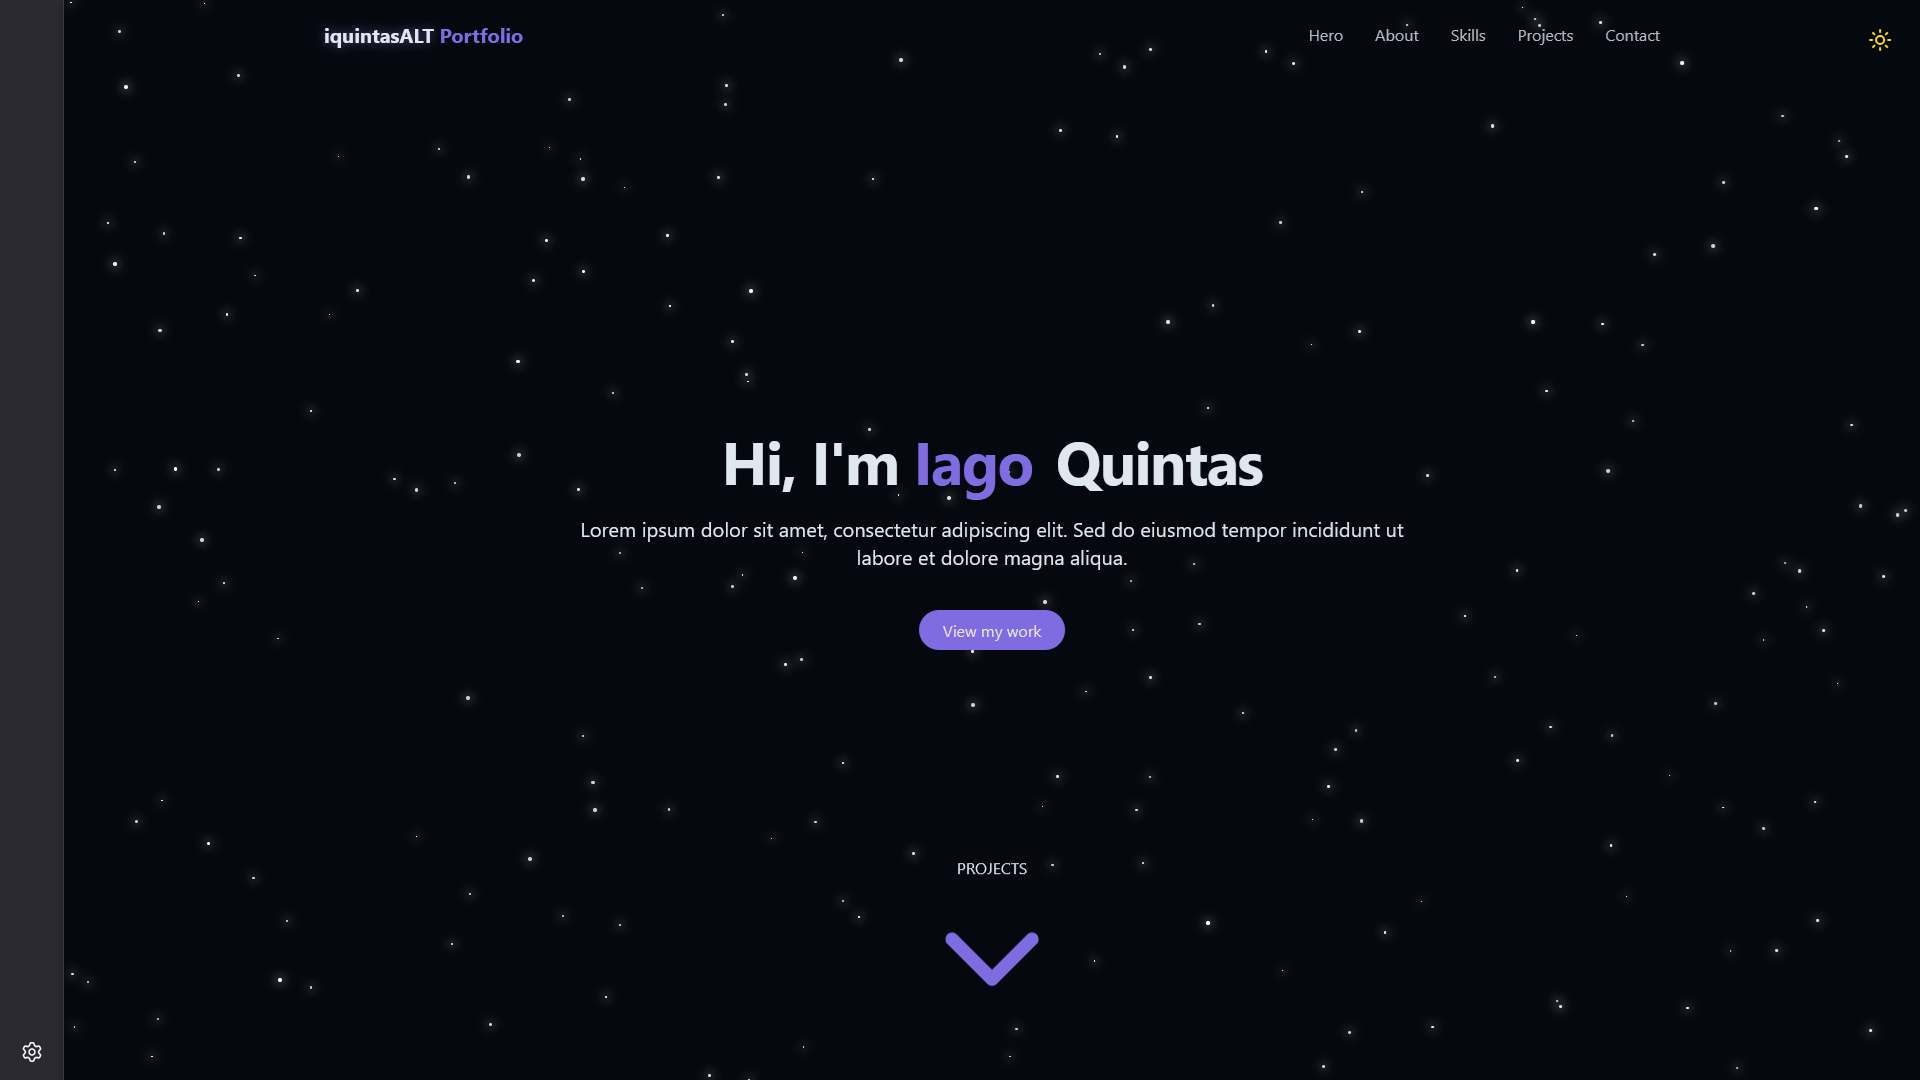 iquintasALT Portfolio
Hero About Skills Projects Contact
Hi, I'm Iago Quintas
Lorem ipsum dolor sit amet, consectetur adipiscing elit. Sed do eiusmod tempor incididunt ut
labore et dolore magna aliqua.
View my work
PROJECTS